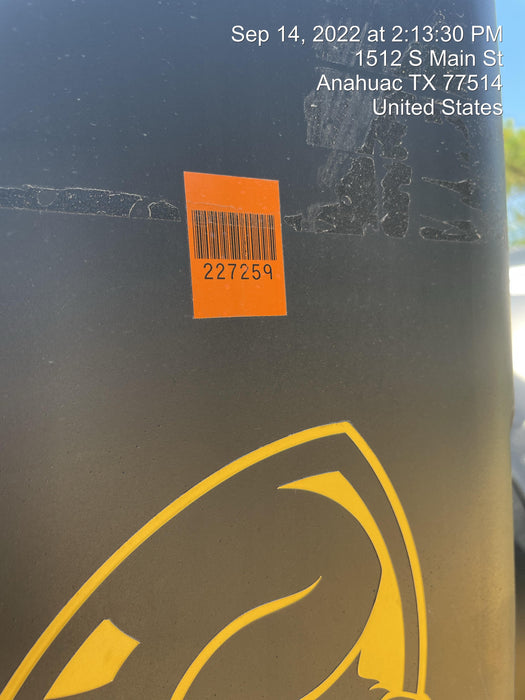 Sep 14, 2022 at 2:13:30 PM
1512 S Main St
Anahuac TX 77514
United States
227259